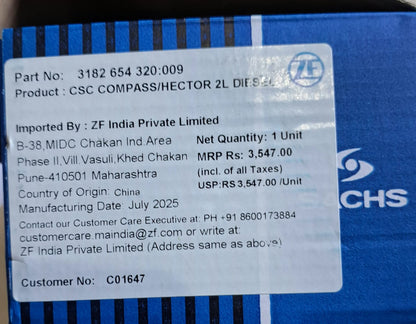 Part No: 3182 654 320:009
Product : CSC COMPASS/HECTOR 2L DIESEL
ZF
Imported By : ZF India Private Limited
B-38,MIDC Chakan Ind.Area
Phase II,Vill Vasuli,Khed Chakan
Pune-410501 Maharashtra
Country of Origin: China
Manufacturing Date: July 2025
Net Quantity: 1 Unit
MRP Rs: 3,547.00
(incl. of all Taxes)
USP:RS 3,547.00 /Unit
Contact our Customer Care Executive at: PH +91 8600173884
customercare.maindia@zf.com or write at:
ZF India Private Limited (Address same as above)
Customer No: C01647
SACHS